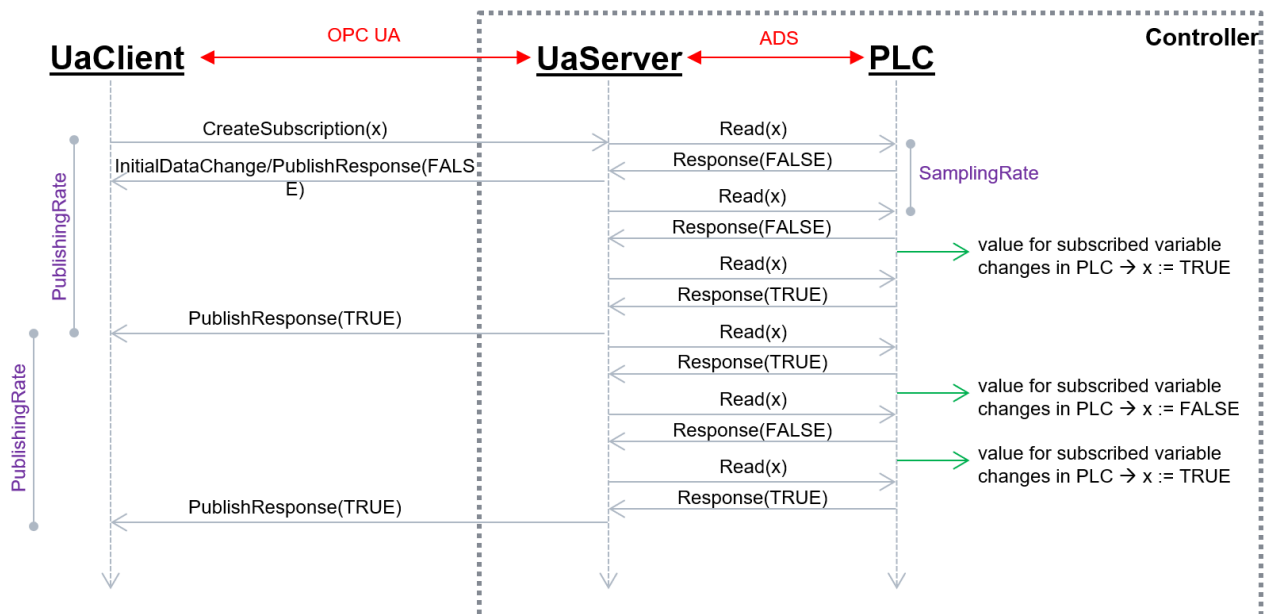 OPC UA
ADS
Controller
UaClient
UaServer
PLC
CreateSubscription(x)
Read(x)
InitialDataChange/PublishResponse(FALS
E)
Response(FALSE)
SamplingRate
PublishingRate
Read(x)
Response(FALSE)
value for subscribed variable
changes in PLC → x := TRUE
Read(x)
Response(TRUE)
PublishResponse(TRUE)
Read(x)
Response(TRUE)
PublishingRate
value for subscribed variable
changes in PLC → x := FALSE
Read(x)
Response(FALSE)
value for subscribed variable
changes in PLC → x := TRUE
Read(x)
Response(TRUE)
PublishResponse(TRUE)